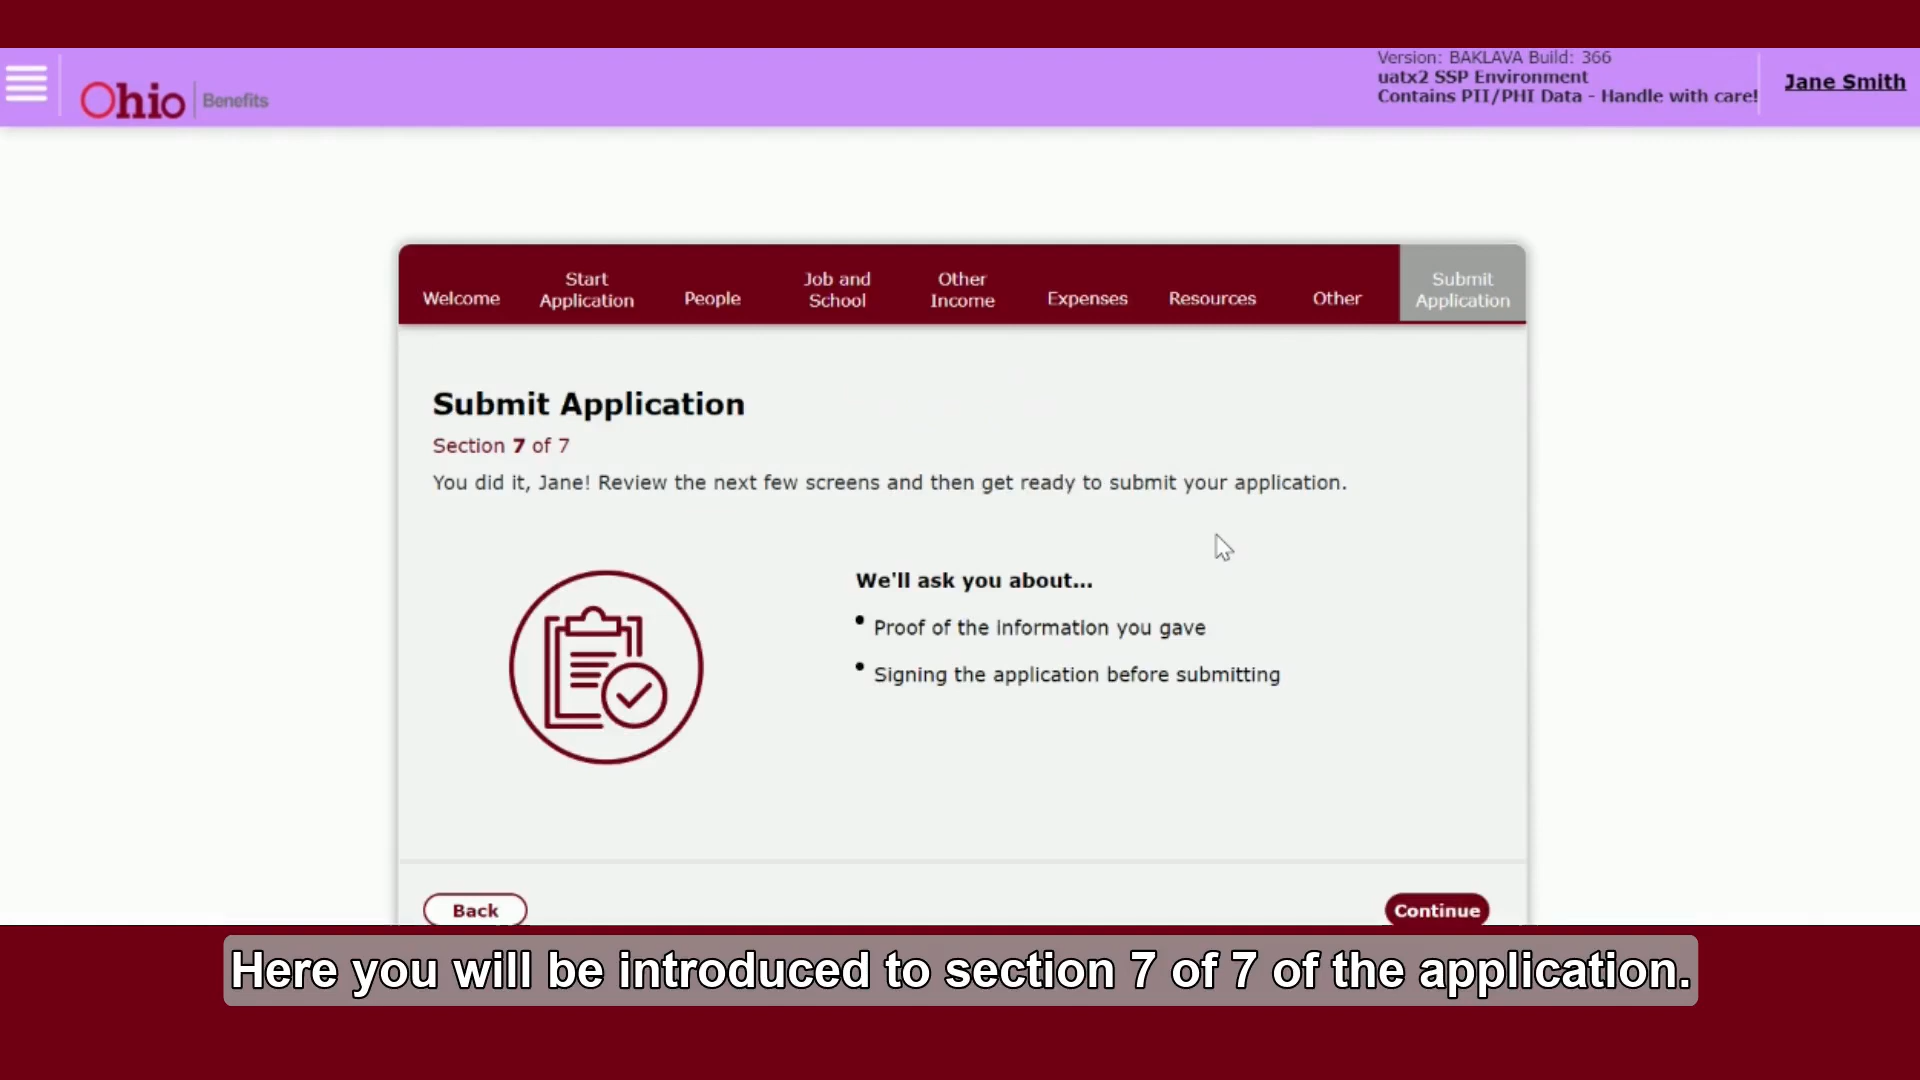 Version: BAKLAVA Build: 366
uatx2 SSP Environment
Contains PII/PHI Data - Handle with care!
Jane Smith
Ohio Benefits
Welcome
Start Application
People
Job and School
Other Income
Expenses
Resources
Other
Submit Application
Submit Application
Section 7 of 7
You did it, Jane! Review the next few screens and then get ready to submit your application.
We'll ask you about...
• Proof of the information you gave
• Signing the application before submitting
Back
Continue
Here you will be introduced to section 7 of 7 of the application.